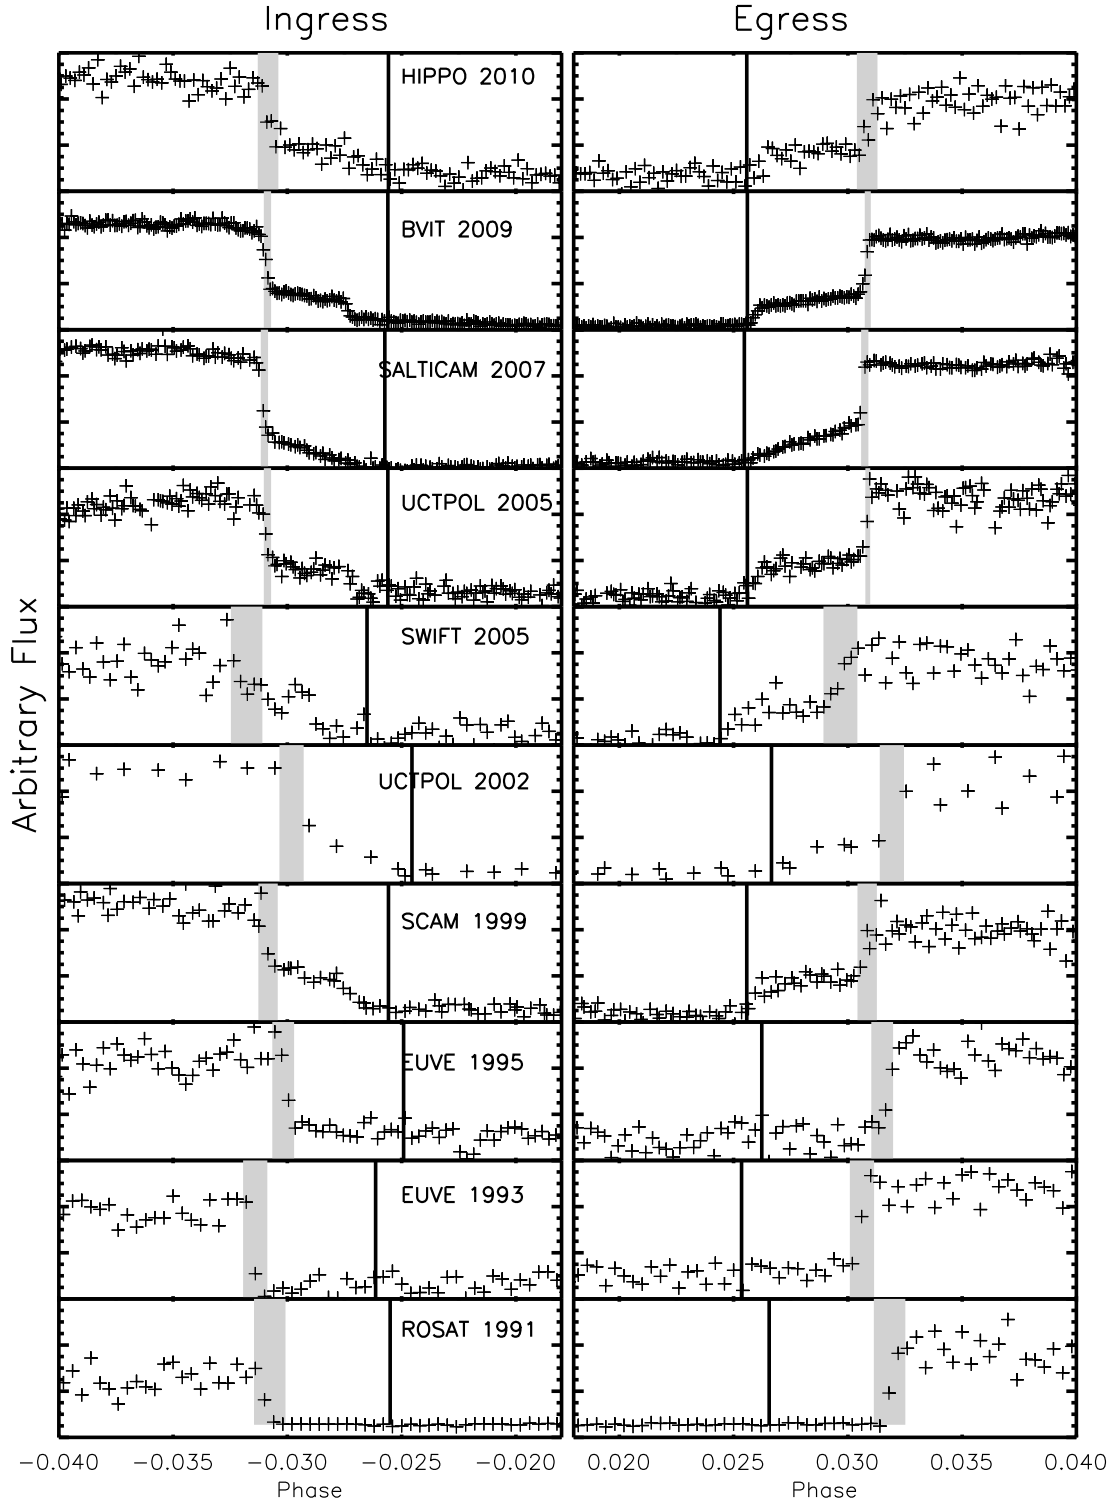 Ingress
Egress
HIPPO 2010
BVIT 2009
SALTICAM 2007
UCTPOL 2005
SWIFT 2005
UCTPOL 2002
SCAM 1999
EUVE 1995
EUVE 1993
ROSAT 1991
Arbitrary Flux
−0.040 −0.035 −0.030 −0.025 −0.020
0.020 0.025 0.030 0.035 0.040
Phase
Phase